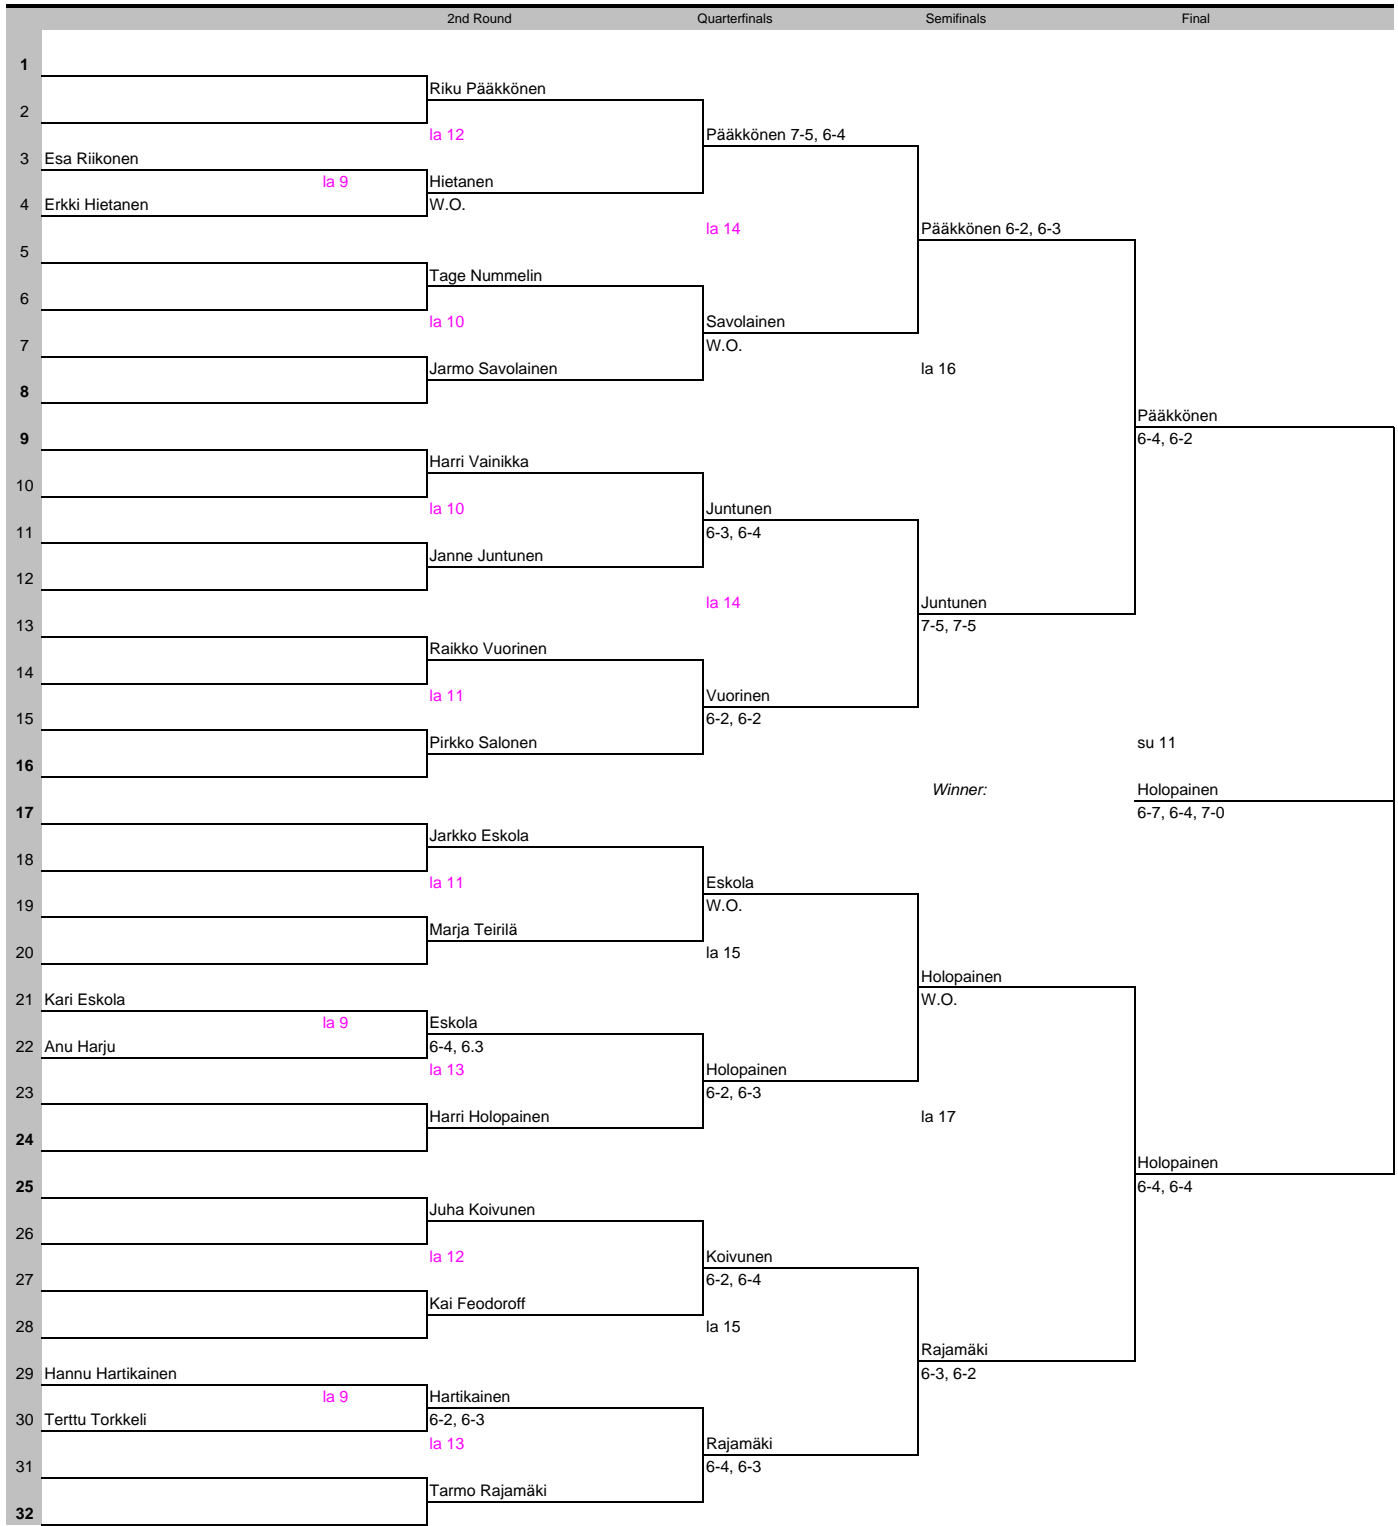 2nd Round Quarterfinals Semifinals Final
1
Riku Pääkkönen
2
la 12 Pääkkönen 7-5, 6-4
3 Esa Riikonen
la 9 Hietanen
4 Erkki Hietanen W.O.
la 14 Pääkkönen 6-2, 6-3
5
Tage Nummelin
6
la 10 Savolainen
7 W.O.
Jarmo Savolainen la 16
8
Pääkkönen
9 6-4, 6-2
Harri Vainikka
10
la 10 Juntunen
11 6-3, 6-4
Janne Juntunen
12
la 14 Juntunen
13 7-5, 7-5
Raikko Vuorinen
14
la 11 Vuorinen
15 6-2, 6-2
Pirkko Salonen su 11
16
Winner: Holopainen
17 6-7, 6-4, 7-0
Jarkko Eskola
18
la 11 Eskola
19 W.O.
Marja Teirilä
20 la 15
Holopainen
21 Kari Eskola W.O.
la 9 Eskola
22 Anu Harju 6-4, 6.3
la 13 Holopainen
23 6-2, 6-3
Harri Holopainen la 17
24
Holopainen
25 6-4, 6-4
Juha Koivunen
26
la 12 Koivunen
27 6-2, 6-4
Kai Feodoroff
28 la 15
Rajamäki
29 Hannu Hartikainen 6-3, 6-2
la 9 Hartikainen
30 Terttu Torkkeli 6-2, 6-3
la 13 Rajamäki
31 6-4, 6-3
Tarmo Rajamäki
32